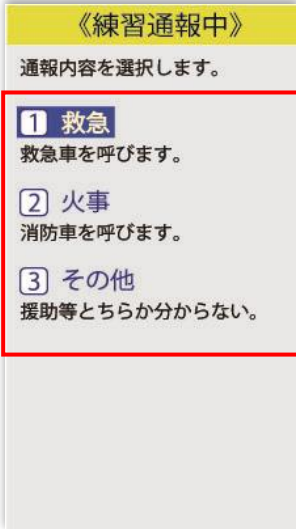 《練習通報中》
通報内容を選択します。
1 救急
救急車を呼びます。
2 火事
消防車を呼びます。
3 その他
援助等とちらか分からない。